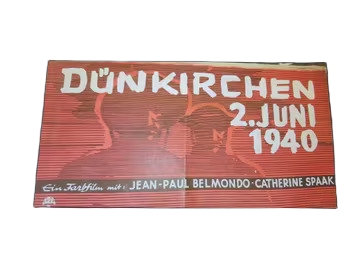 DÜNKIRCHEN
2. JUNI
1940
Ein Farbfilm mit: JEAN-PAUL BELMONDO · CATHERINE SPAAK